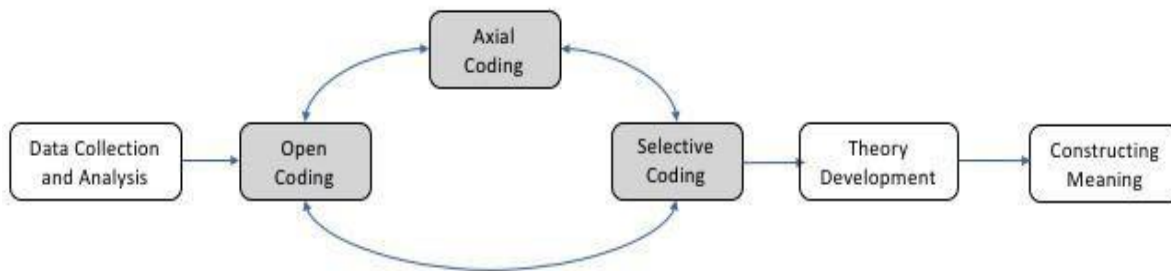 Axial
Coding
Data Collection
and Analysis
Open
Coding
Selective
Coding
Theory
Development
Constructing
Meaning